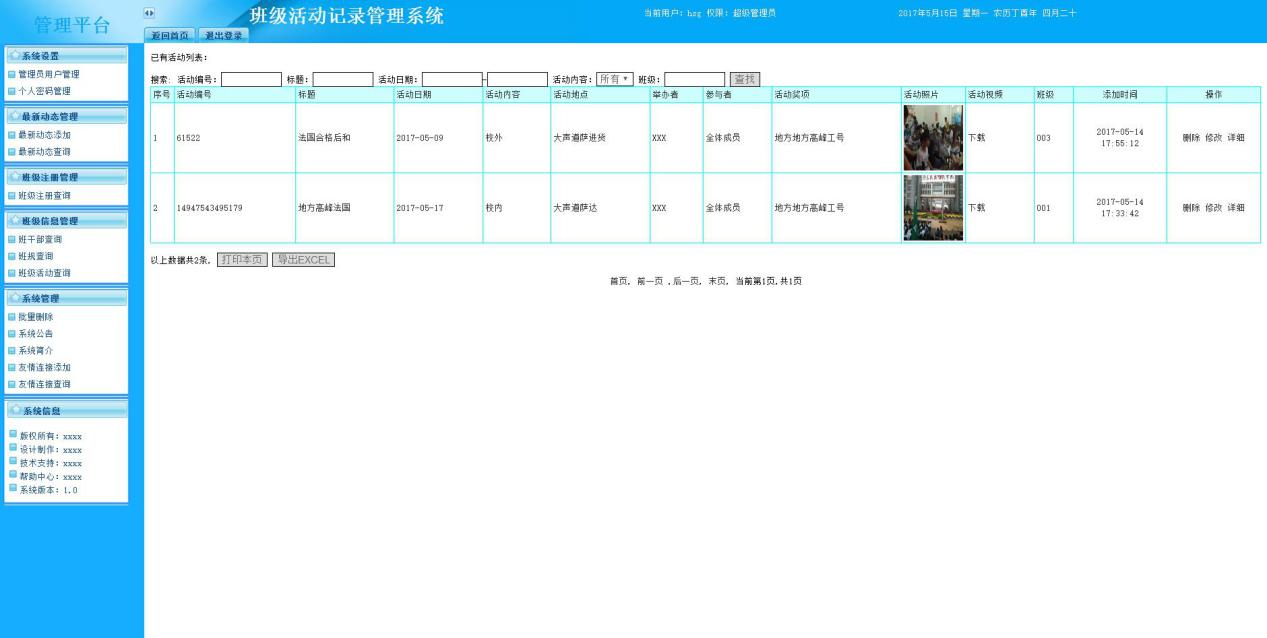 管理平台
班级活动记录管理系统
当前用户: hsg 权限: 超级管理员
2017年5月15日 星期一 农历丁酉年 四月二十
返回首页 退出登录
系统设置
管理员用户管理
个人密码管理
最新动态管理
最新动态添加
最新动态查询
班级注册管理
班级注册查询
班级信息管理
班干部查询
班规查询
班级活动查询
系统管理
批量删除
系统公告
系统简介
友情连接添加
友情连接查询
系统信息
版权所有: xxxx
设计制作: xxxx
技术支持: xxxx
帮助中心: xxxx
系统版本: 1.0
已有活动列表:
搜索: 活动编号: 标题: 活动日期: - 活动内容: 所有 班级: 查找
序号 活动编号 标题 活动日期 活动内容 活动地点 举办者 参与者 活动奖项 活动照片 活动视频 班级 添加时间 操作
1 61522 法国合格后和 2017-05-09 校外 大声道萨进货 XXX 全体成员 地方地方高峰工号 下载 003 2017-05-14 17:55:12 删除 修改 详细
2 14947543495179 地方高峰法国 2017-05-17 校内 大声道萨达 XXX 全体成员 地方地方高峰工号 下载 001 2017-05-14 17:33:42 删除 修改 详细
以上数据共2条, 打印本页 导出EXCEL
首页, 前一页 ,后一页, 末页, 当前第1页,共1页